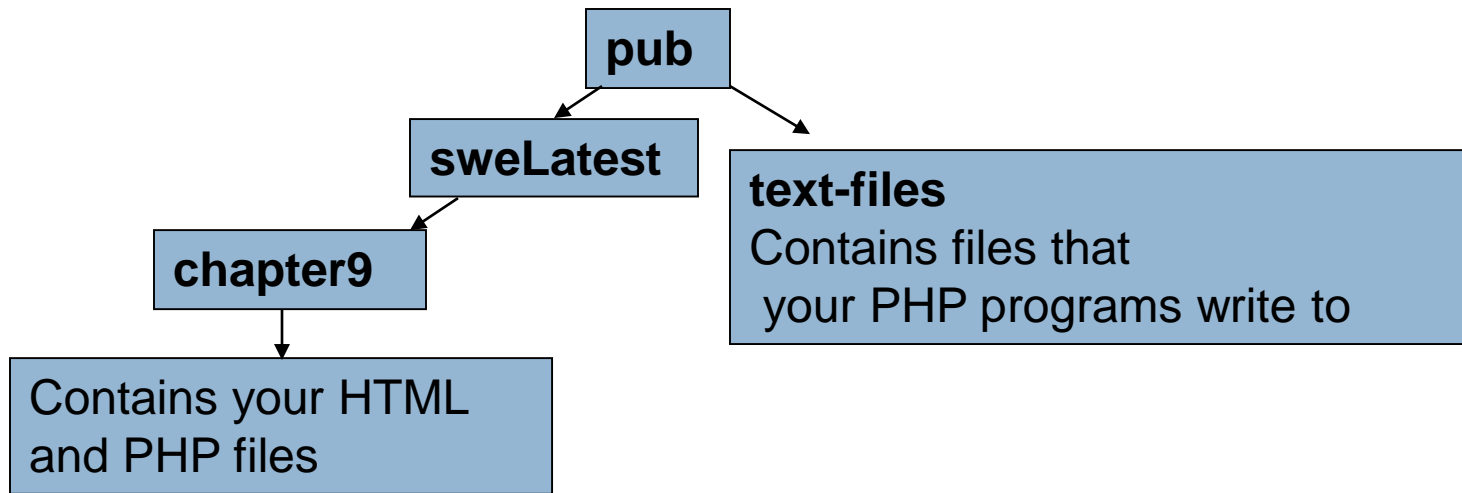 pub
sweLatest
text-files
Contains files that
your PHP programs write to
chapter9
Contains your HTML
and PHP files